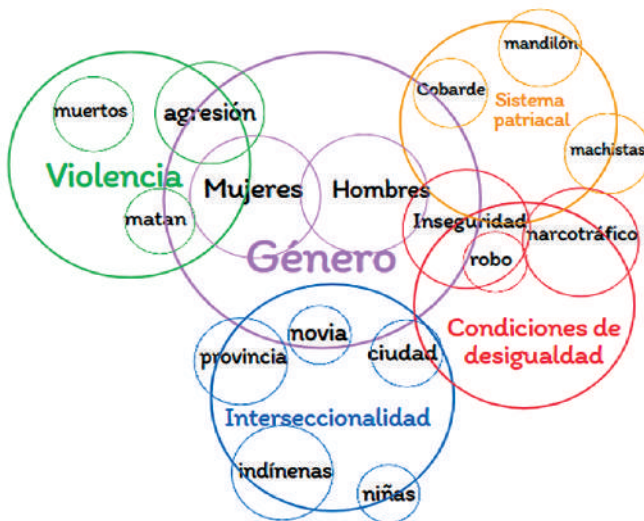 mandilón
Cobarde
Sistema
patriacal
muertos
agresión
machistas
Violencia
Mujeres
Hombres
matan
Inseguridad
narcotráfico
Género
robo
novia
Condiciones de
desigualdad
provincia
ciudad
Interseccionalidad
indínenas
niñas